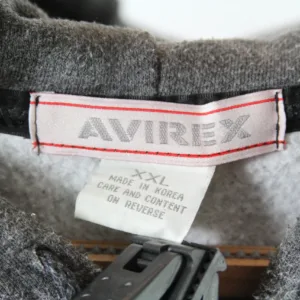 AVIREX
XXL
MADE IN KOREA
CARE AND CONTENT
ON REVERSE